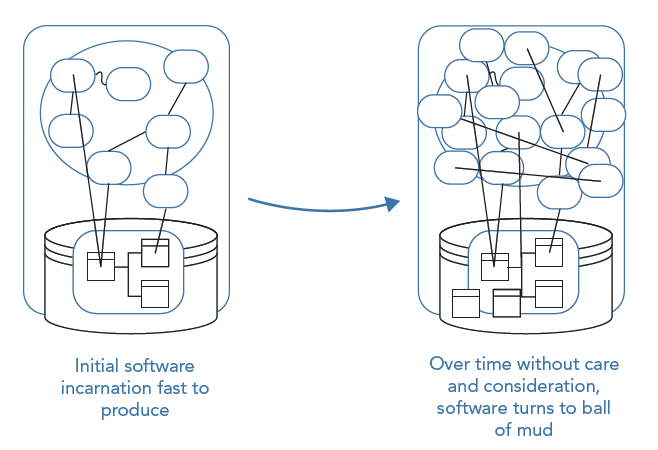 Initial software
incarnation fast to
produce
Over time without care
and consideration,
software turns to ball
of mud